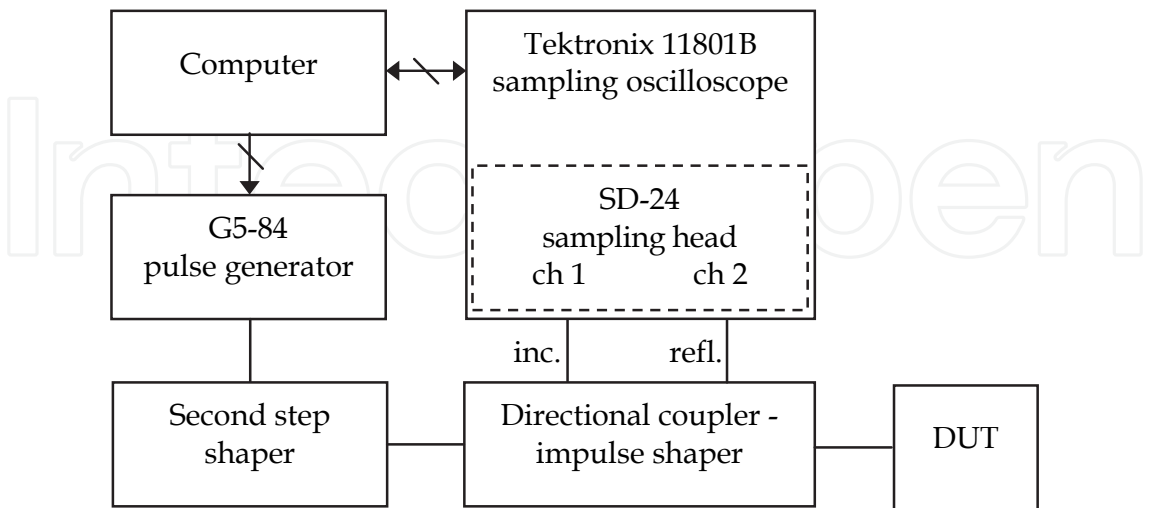 Computer
Tektronix 11801B
sampling oscilloscope
SD-24
sampling head
ch 1 ch 2
G5-84
pulse generator
inc. refl.
Second step
shaper
Directional coupler -
impulse shaper
DUT